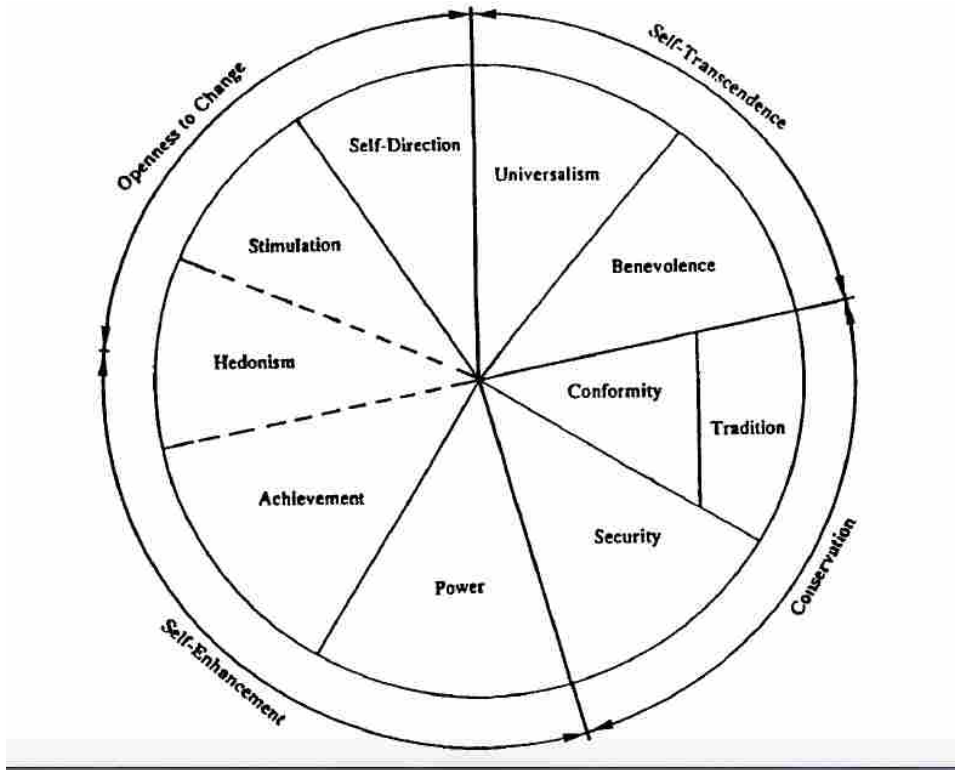 Openness to Change
Self-Transcendence
Self-Direction
Universalism
Stimulation
Benevolence
Hedonism
Conformity
Tradition
Achievement
Security
Power
Conservation
Self-Enhancement